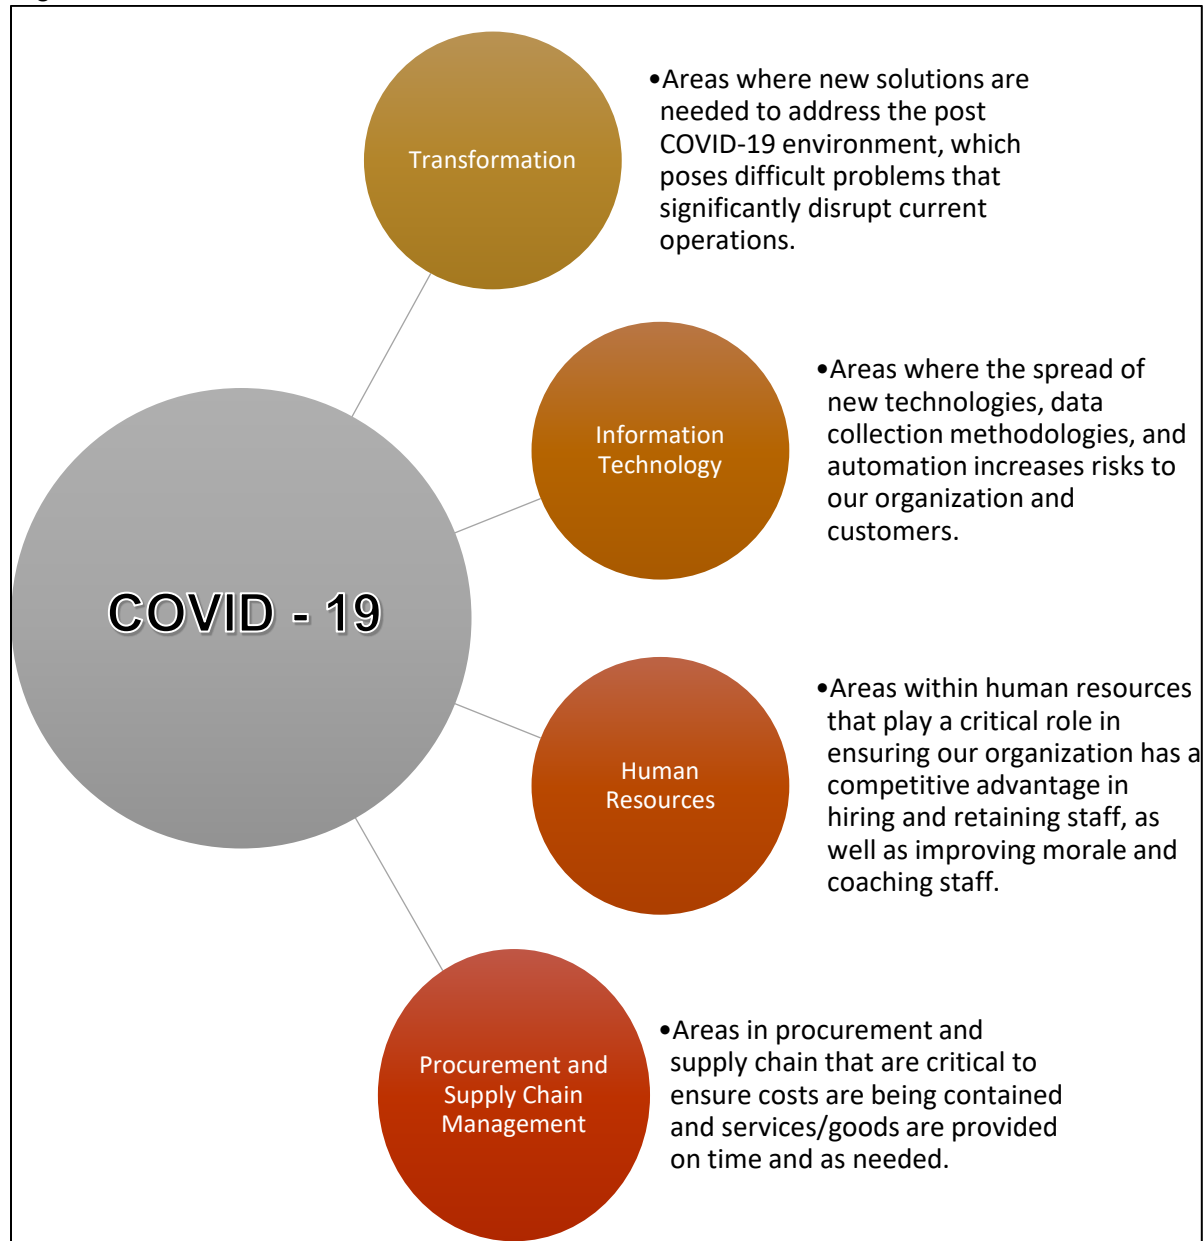 Transformation
•Areas where new solutions are
needed to address the post
COVID-19 environment, which
poses difficult problems that
significantly disrupt current
operations.
Information
Technology
•Areas where the spread of
new technologies, data
collection methodologies, and
automation increases risks to
our organization and
customers.
COVID - 19
Human
Resources
•Areas within human resources
that play a critical role in
ensuring our organization has a
competitive advantage in
hiring and retaining staff, as
well as improving morale and
coaching staff.
Procurement and
Supply Chain
Management
•Areas in procurement and
supply chain that are critical to
ensure costs are being contained
and services/goods are provided
on time and as needed.